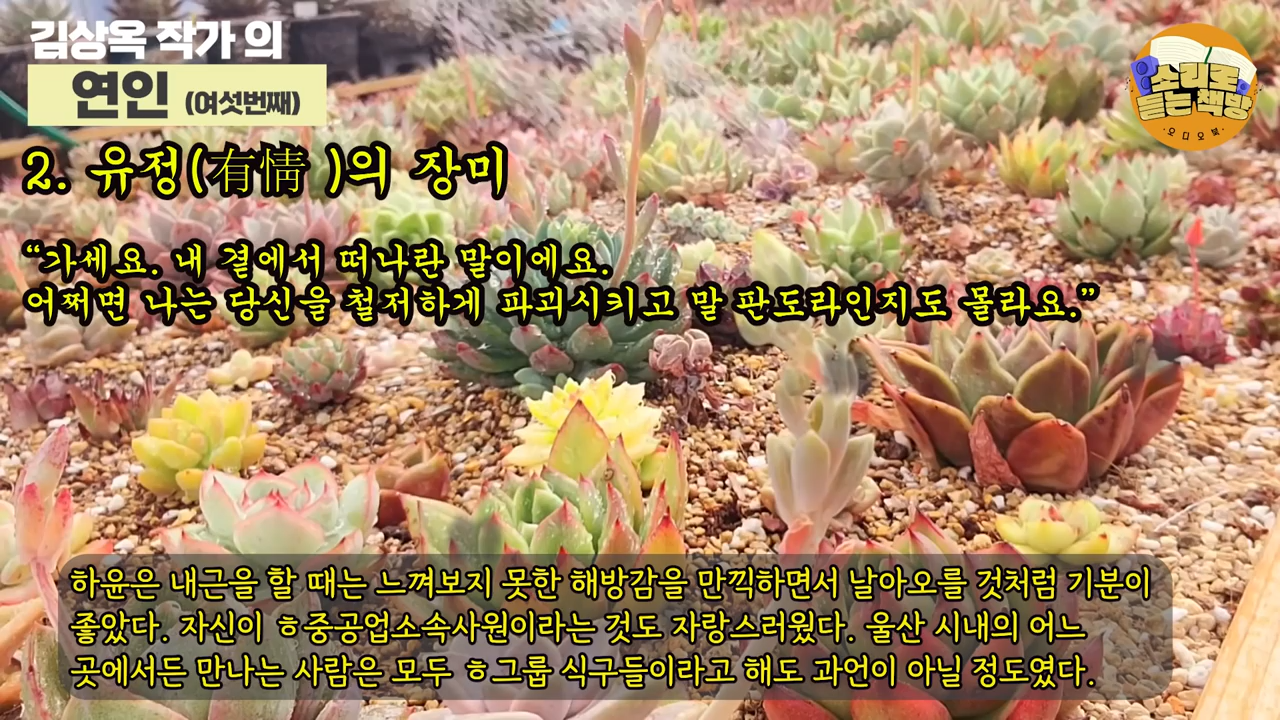 김상옥 작가 의
연인 (여섯번째)
소리로
듣는 책방
·오디오북·
2. 유정(有情 )의 장미
“가세요. 내 곁에서 떠나란 말이에요.
어쩌면 나는 당신을 철저하게 파괴시키고 말 판도라인지도 몰라요.”
하윤은 내근을 할 때는 느껴보지 못한 해방감을 만끽하면서 날아오를 것처럼 기분이
좋았다. 자신이 ㅎ중공업소속사원이라는 것도 자랑스러웠다. 울산 시내의 어느
곳에서든 만나는 사람은 모두 ㅎ그룹 식구들이라고 해도 과언이 아닐 정도였다.